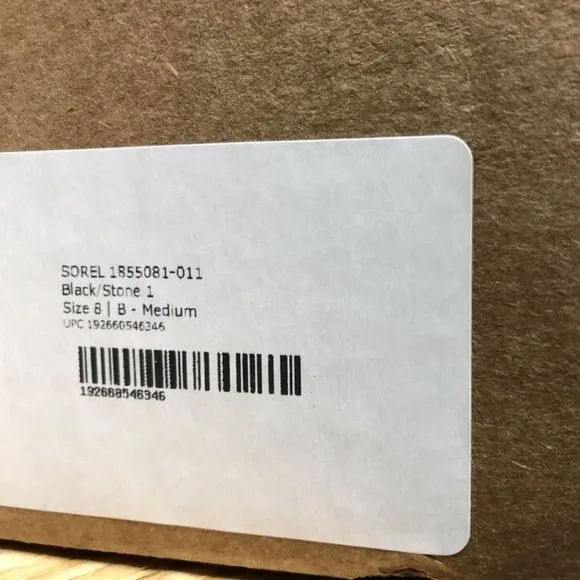 SOREL 1855081-011
Black/Stone 1
Size 8 | B - Medium
UPC 192660546346
192660546346